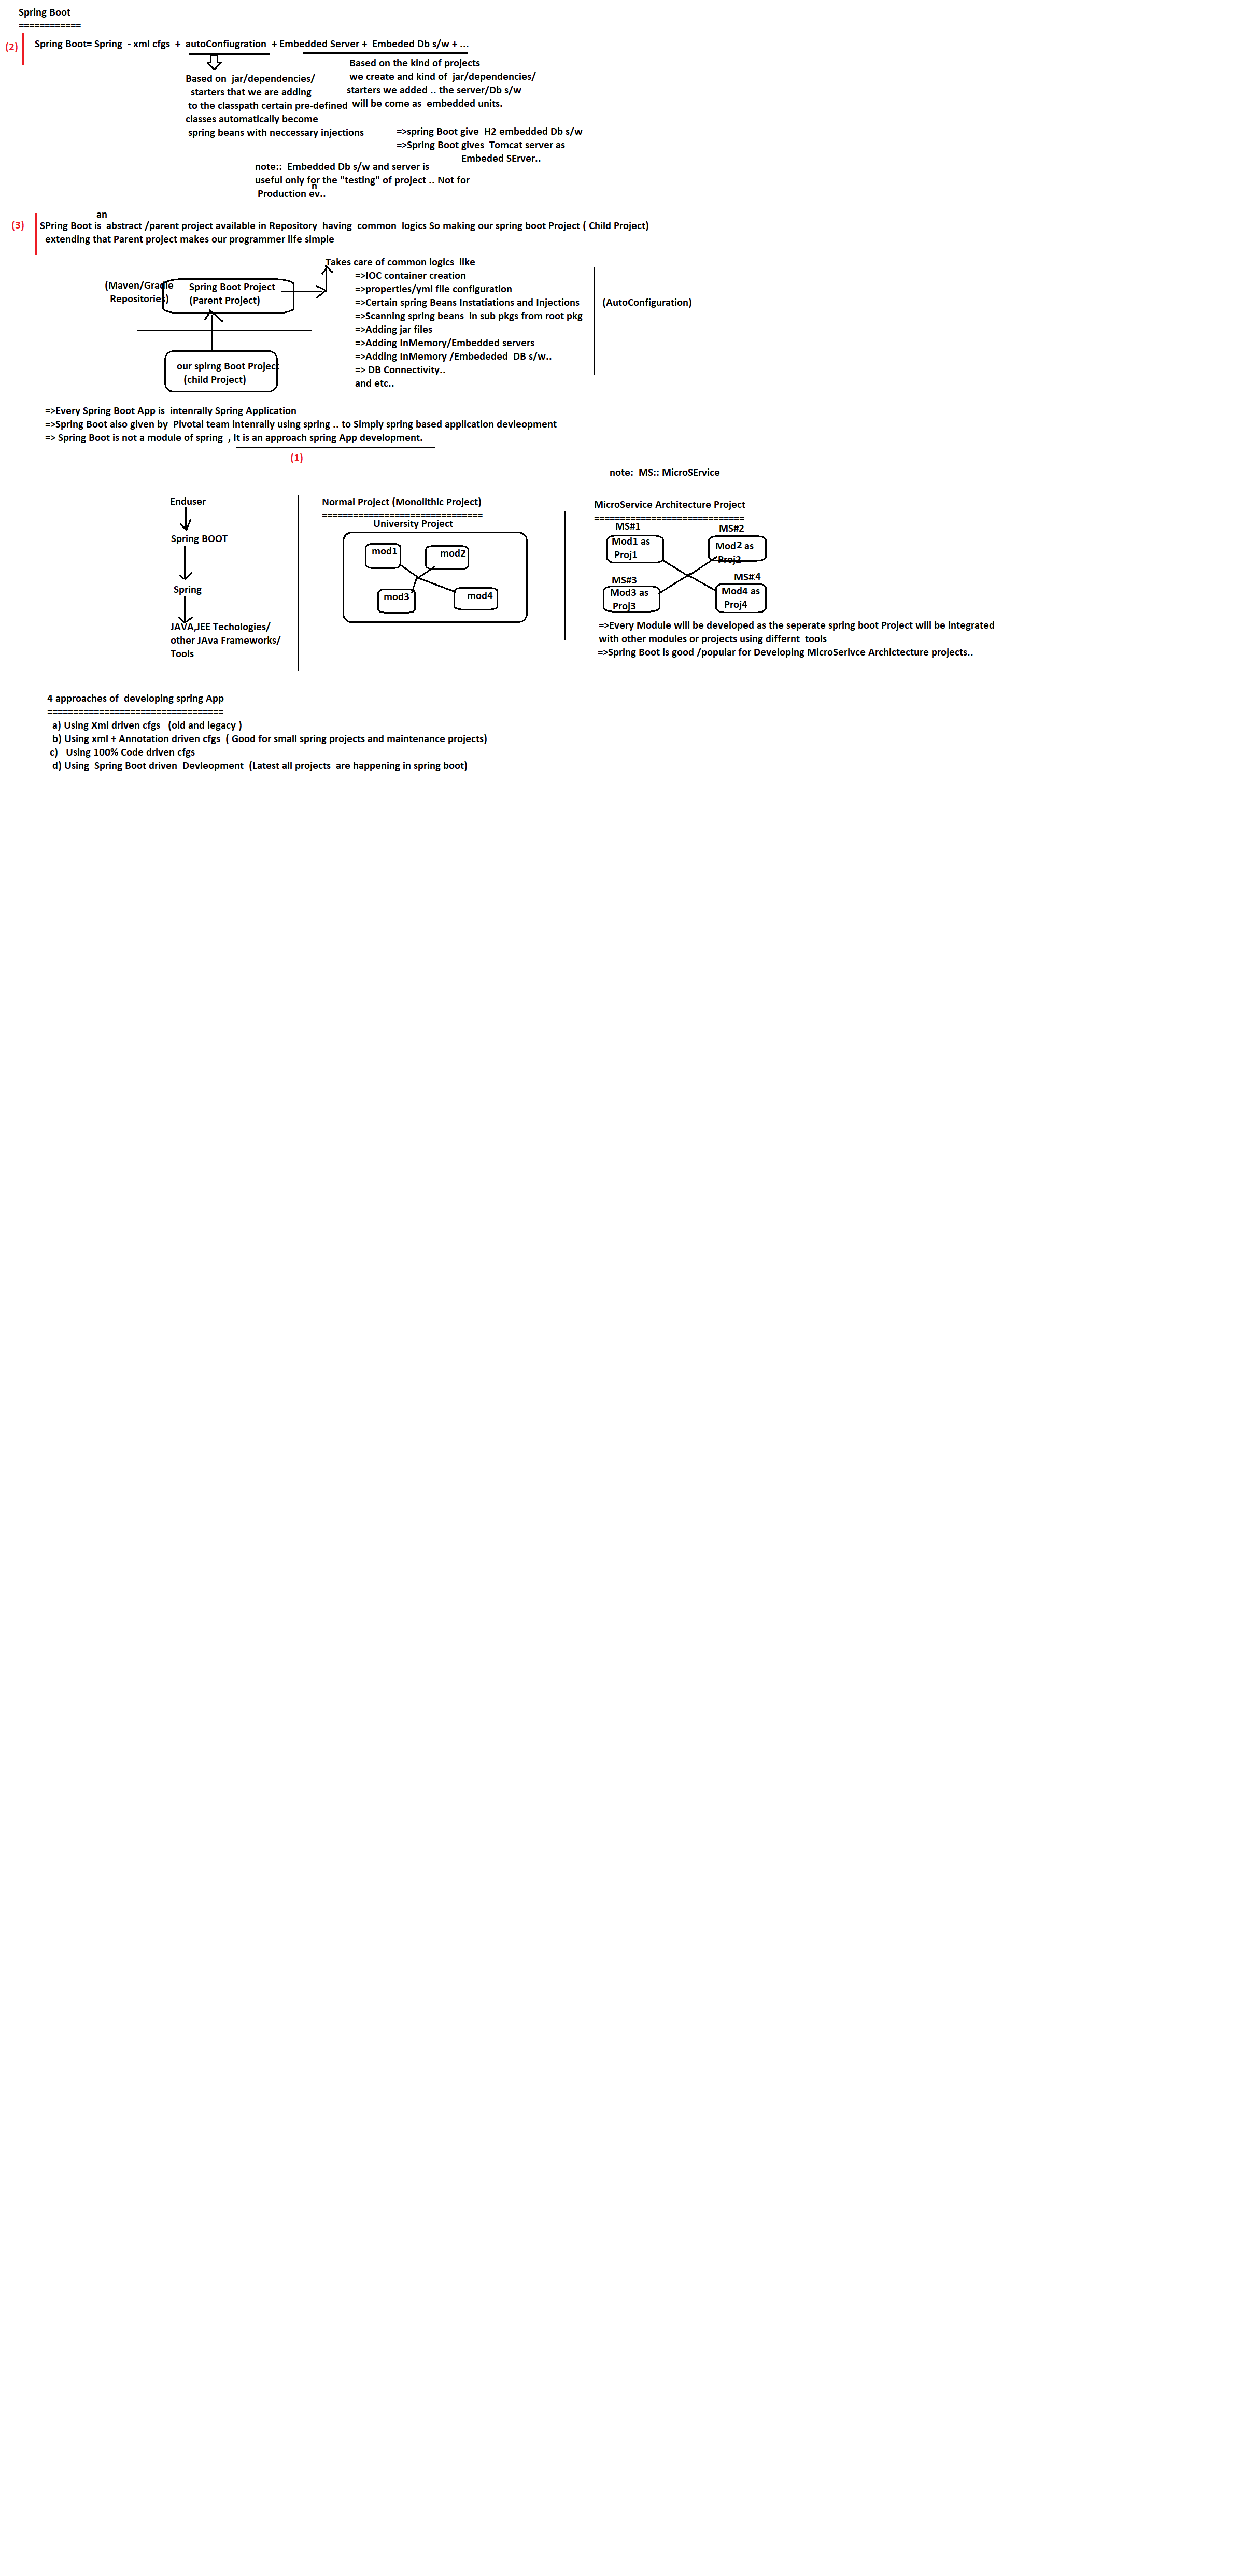 Spring Boot
============
(2)
Spring Boot= Spring  - xml cfgs  +  autoConfiugration  + Embedded Server +  Embeded Db s/w + ...
Based on  jar/dependencies/
starters that we are adding
to the classpath certain pre-defined
classes automatically become
spring beans with neccessary injections
Based on the kind of projects
we create and kind of  jar/dependencies/
starters we added .. the server/Db s/w
will be come as  embedded units.
=>spring Boot give  H2 embedded Db s/w
=>Spring Boot gives  Tomcat server as
Embeded SErver..
note::  Embedded Db s/w and server is
useful only for the "testing" of project .. Not for
n
Production ev..
an
(3)
SPring Boot is  abstract /parent project available in Repository  having  common  logics So making our spring boot Project ( Child Project)
extending that Parent project makes our programmer life simple
(Maven/Gradle
Repositories)
Spring Boot Project
(Parent Project)
our spirng Boot Project
(child Project)
Takes care of common logics  like
=>IOC container creation
=>properties/yml file configuration
=>Certain spring Beans Instatiations and Injections
=>Scanning spring beans  in sub pkgs from root pkg
=>Adding jar files
=>Adding InMemory/Embedded servers
=>Adding InMemory /Embededed  DB s/w..
=> DB Connectivity..
and etc..
(AutoConfiguration)
=>Every Spring Boot App is  intenrally Spring Application
=>Spring Boot also given by  Pivotal team intenrally using spring .. to Simply spring based application devleopment
=> Spring Boot is not a module of spring  , It is an approach spring App development.
(1)
note:  MS:: MicroSErvice
Enduser
Spring BOOT
Spring
JAVA,JEE Techologies/
other JAva Frameworks/
Tools
Normal Project (Monolithic Project)
===============================
University Project
mod1
mod2
mod3
mod4
MicroService Architecture Project
=============================
MS#1
Mod1 as
Proj1
MS#2
Mod2 as
Proj2
MS#3
Mod3 as
Proj3
MS#4
Mod4 as
Proj4
=>Every Module will be developed as the seperate spring boot Project will be integrated
with other modules or projects using differnt  tools
=>Spring Boot is good /popular for Developing MicroSerivce Archictecture projects..
4 approaches of  developing spring App
==================================
a) Using Xml driven cfgs   (old and legacy )
b) Using xml + Annotation driven cfgs  ( Good for small spring projects and maintenance projects)
c)   Using 100% Code driven cfgs
d) Using  Spring Boot driven  Devleopment  (Latest all projects  are happening in spring boot)